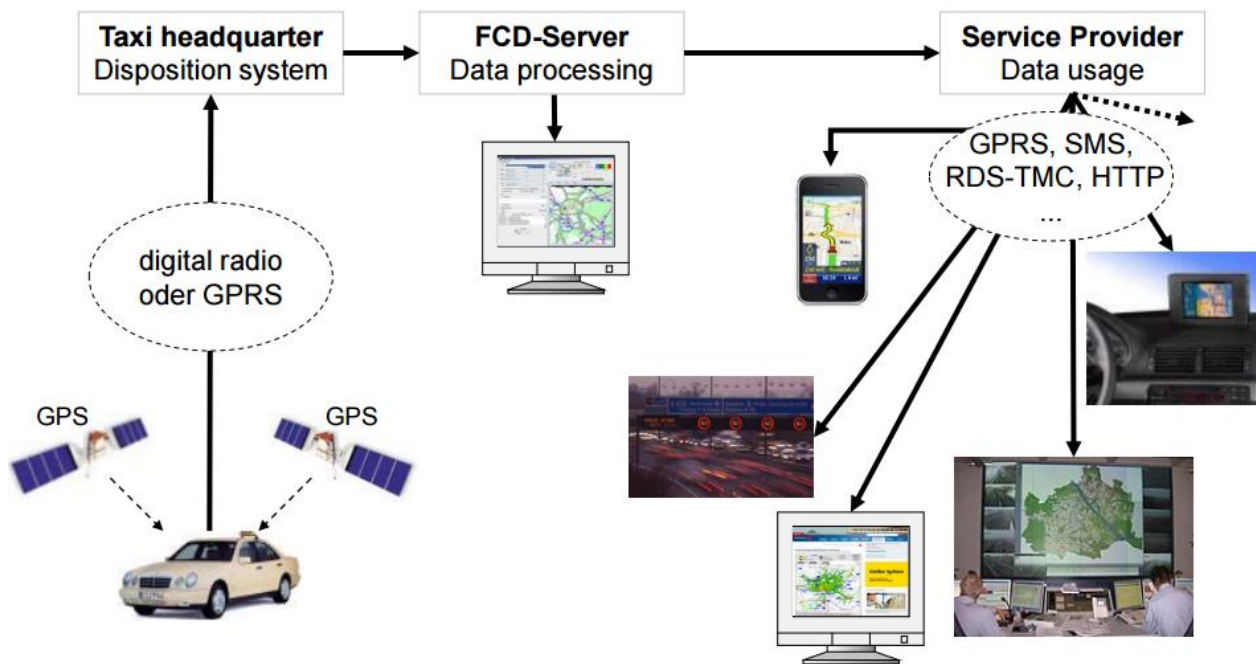 Taxi headquarter
Disposition system
FCD-Server
Data processing
Service Provider
Data usage
GPRS, SMS,
RDS-TMC, HTTP
...
digital radio
oder GPRS
GPS
GPS